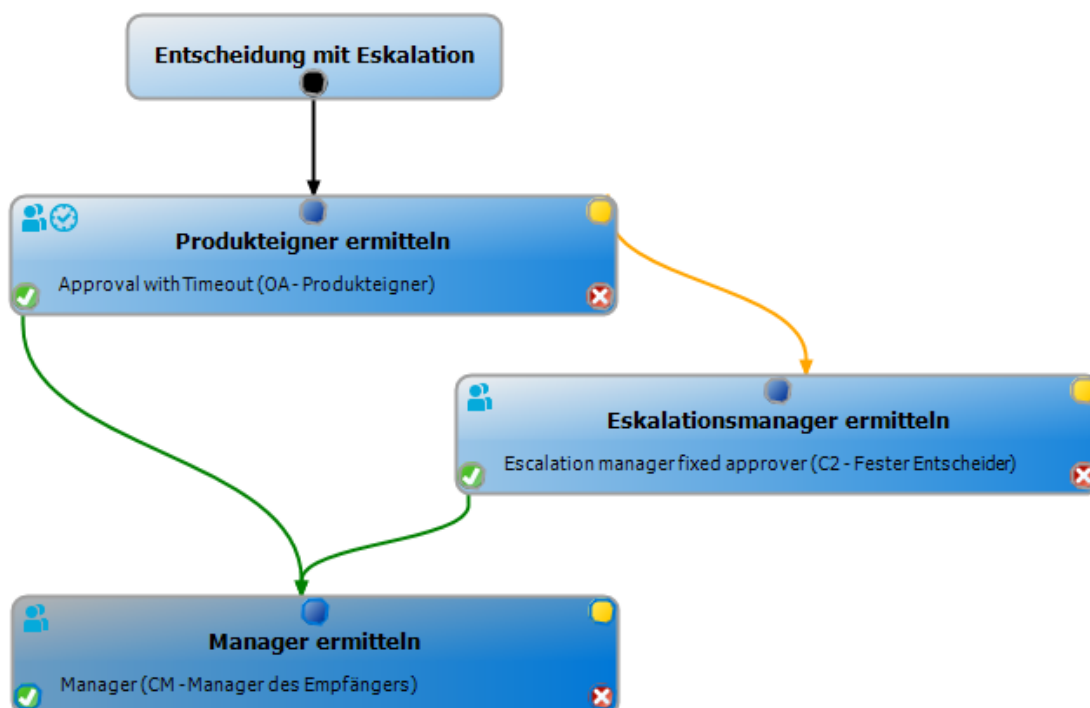 Entscheidung mit Eskalation
Produkteigner ermitteln
Approval with Timeout (OA - Produkteigner)
Eskalationsmanager ermitteln
Escalation manager fixed approver (C2 - Fester Entscheider)
Manager ermitteln
Manager (CM - Manager des Empfängers)